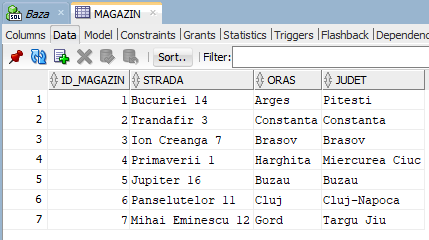 Baza MAGAZIN
Columns Data Model Constraints Grants Statistics Triggers Flashback Dependenc
Sort.. Filter:
ID_MAGAZIN STRADA ORAS JUDET
1 1 Bucuriei 14 Arges Pitesti
2 2 Trandafir 3 Constanta Constanta
3 3 Ion Creanga 7 Brasov Brasov
4 4 Primaverii 1 Harghita Miercurea Ciuc
5 5 Jupiter 16 Buzau Buzau
6 6 Panselutelor 11 Cluj Cluj-Napoca
7 7 Mihai Eminescu 12 Gord Targu Jiu